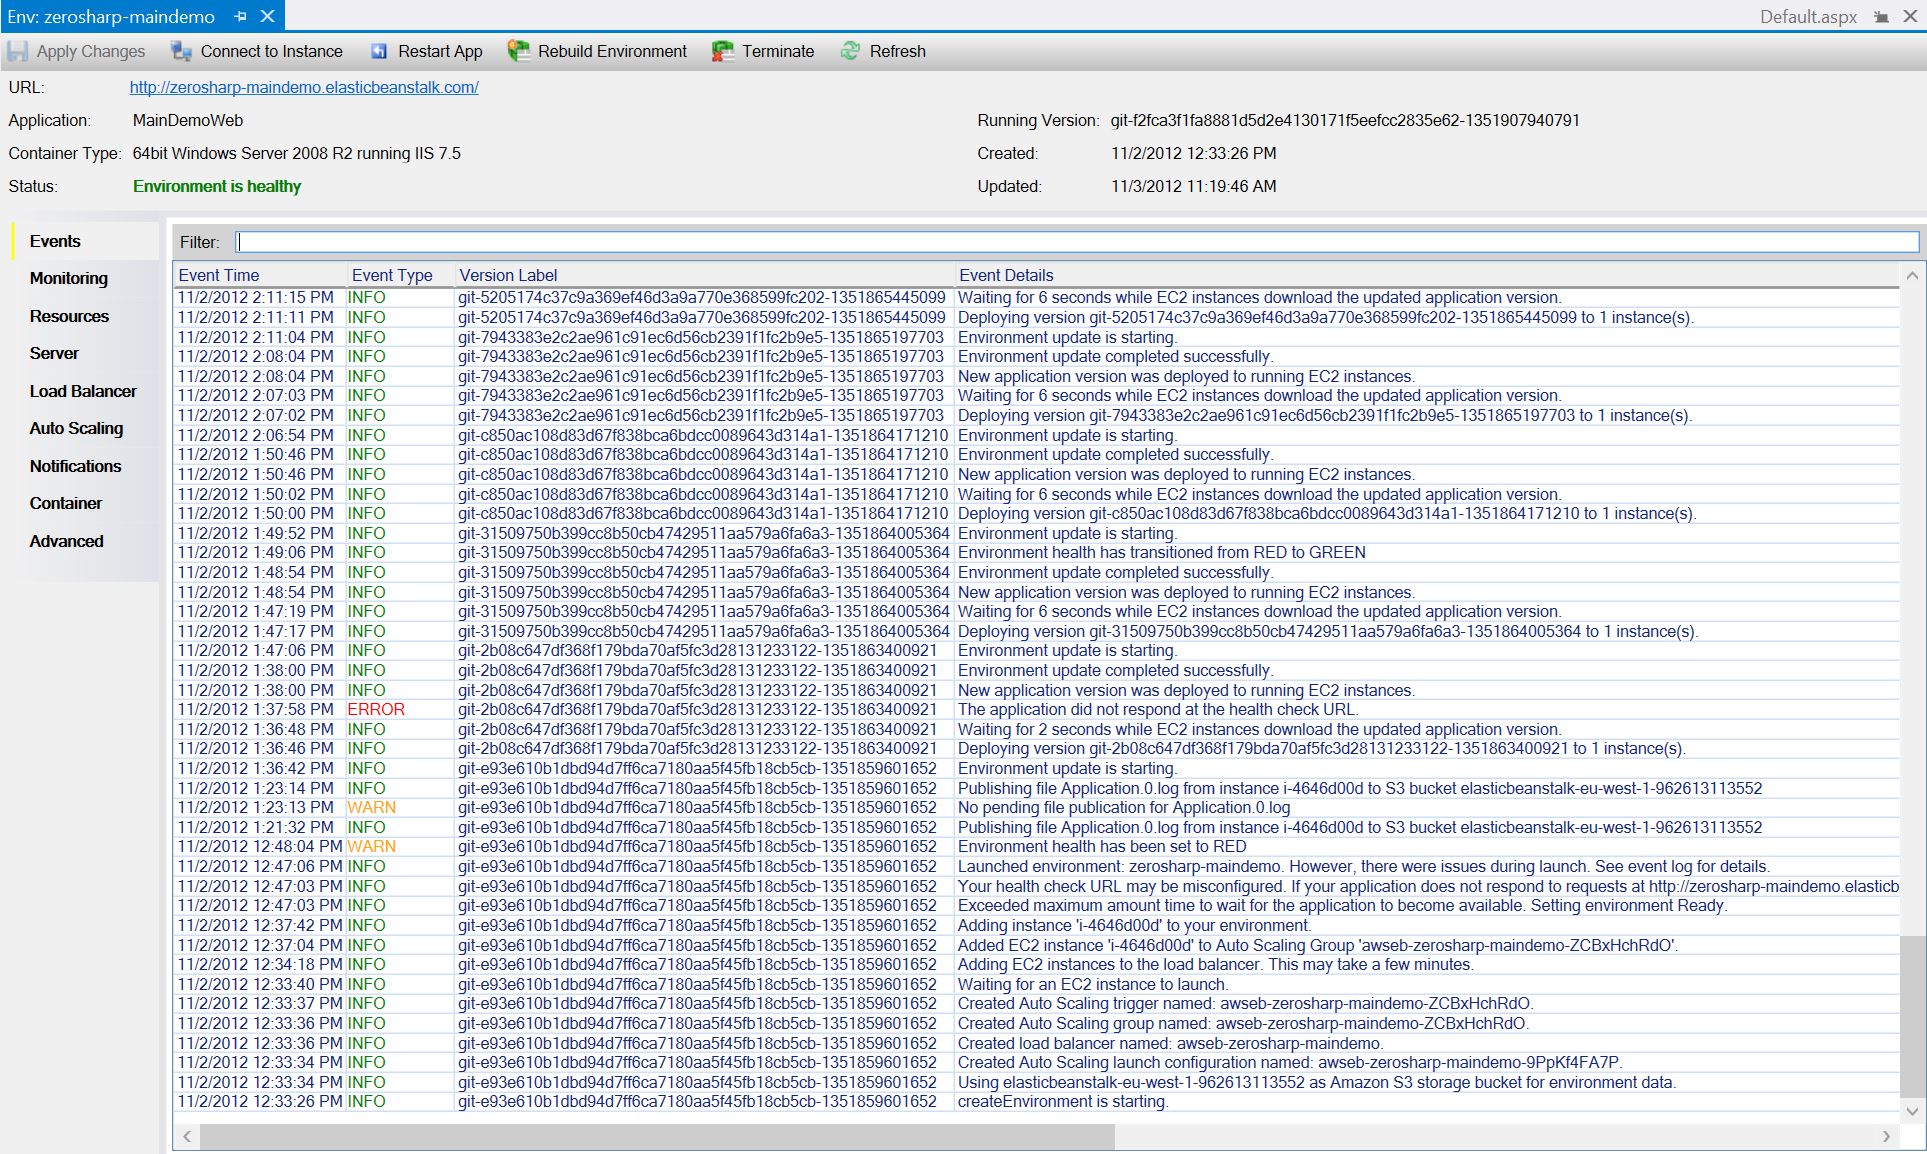 Env: zerosharp-maindemo Default.aspx
Apply Changes Connect to Instance Restart App Rebuild Environment Terminate Refresh
URL: http://zerosharp-maindemo.elasticbeanstalk.com/
Application: MainDemoWeb Running Version: git-f2fca3f1fa8881d5d2e4130171f5eefcc2835e62-1351907940791
Container Type: 64bit Windows Server 2008 R2 running IIS 7.5 Created: 11/2/2012 12:33:26 PM
Status: Environment is healthy Updated: 11/3/2012 11:19:46 AM
Events
Monitoring
Resources
Server
Load Balancer
Auto Scaling
Notifications
Container
Advanced
Filter:
Event Time Event Type Version Label Event Details
11/2/2012 2:11:15 PM INFO git-5205174c37c9a369ef46d3a9a770e368599fc202-1351865445099 Waiting for 6 seconds while EC2 instances download the updated application version.
11/2/2012 2:11:11 PM INFO git-5205174c37c9a369ef46d3a9a770e368599fc202-1351865445099 Deploying version git-5205174c37c9a369ef46d3a9a770e368599fc202-1351865445099 to 1 instance(s).
11/2/2012 2:11:04 PM INFO git-7943383e2c2ae961c91ec6d56cb2391f1fc2b9e5-1351865197703 Environment update is starting.
11/2/2012 2:08:04 PM INFO git-7943383e2c2ae961c91ec6d56cb2391f1fc2b9e5-1351865197703 Environment update completed successfully.
11/2/2012 2:08:04 PM INFO git-7943383e2c2ae961c91ec6d56cb2391f1fc2b9e5-1351865197703 New application version was deployed to running EC2 instances.
11/2/2012 2:07:03 PM INFO git-7943383e2c2ae961c91ec6d56cb2391f1fc2b9e5-1351865197703 Waiting for 6 seconds while EC2 instances download the updated application version.
11/2/2012 2:07:02 PM INFO git-7943383e2c2ae961c91ec6d56cb2391f1fc2b9e5-1351865197703 Deploying version git-7943383e2c2ae961c91ec6d56cb2391f1fc2b9e5-1351865197703 to 1 instance(s).
11/2/2012 2:06:54 PM INFO git-c850ac108d83d67f838bca6bdcc0089643d314a1-1351864171210 Environment update is starting.
11/2/2012 1:50:46 PM INFO git-c850ac108d83d67f838bca6bdcc0089643d314a1-1351864171210 Environment update completed successfully.
11/2/2012 1:50:46 PM INFO git-c850ac108d83d67f838bca6bdcc0089643d314a1-1351864171210 New application version was deployed to running EC2 instances.
11/2/2012 1:50:02 PM INFO git-c850ac108d83d67f838bca6bdcc0089643d314a1-1351864171210 Waiting for 6 seconds while EC2 instances download the updated application version.
11/2/2012 1:50:00 PM INFO git-c850ac108d83d67f838bca6bdcc0089643d314a1-1351864171210 Deploying version git-c850ac108d83d67f838bca6bdcc0089643d314a1-1351864171210 to 1 instance(s).
11/2/2012 1:49:52 PM INFO git-31509750b399cc8b50cb47429511aa579a6fa6a3-1351864005364 Environment update is starting.
11/2/2012 1:49:06 PM INFO git-31509750b399cc8b50cb47429511aa579a6fa6a3-1351864005364 Environment health has transitioned from RED to GREEN
11/2/2012 1:48:54 PM INFO git-31509750b399cc8b50cb47429511aa579a6fa6a3-1351864005364 Environment update completed successfully.
11/2/2012 1:48:54 PM INFO git-31509750b399cc8b50cb47429511aa579a6fa6a3-1351864005364 New application version was deployed to running EC2 instances.
11/2/2012 1:47:19 PM INFO git-31509750b399cc8b50cb47429511aa579a6fa6a3-1351864005364 Waiting for 6 seconds while EC2 instances download the updated application version.
11/2/2012 1:47:17 PM INFO git-31509750b399cc8b50cb47429511aa579a6fa6a3-1351864005364 Deploying version git-31509750b399cc8b50cb47429511aa579a6fa6a3-1351864005364 to 1 instance(s).
11/2/2012 1:47:06 PM INFO git-2b08c647df368f179bda70af5fc3d28131233122-1351863400921 Environment update is starting.
11/2/2012 1:38:00 PM INFO git-2b08c647df368f179bda70af5fc3d28131233122-1351863400921 Environment update completed successfully.
11/2/2012 1:38:00 PM INFO git-2b08c647df368f179bda70af5fc3d28131233122-1351863400921 New application version was deployed to running EC2 instances.
11/2/2012 1:37:58 PM ERROR git-2b08c647df368f179bda70af5fc3d28131233122-1351863400921 The application did not respond at the health check URL.
11/2/2012 1:36:48 PM INFO git-2b08c647df368f179bda70af5fc3d28131233122-1351863400921 Waiting for 2 seconds while EC2 instances download the updated application version.
11/2/2012 1:36:46 PM INFO git-2b08c647df368f179bda70af5fc3d28131233122-1351863400921 Deploying version git-2b08c647df368f179bda70af5fc3d28131233122-1351863400921 to 1 instance(s).
11/2/2012 1:36:42 PM INFO git-e93e610b1dbd94d7ff6ca7180aa5f45fb18cb5cb-1351859601652 Environment update is starting.
11/2/2012 1:23:14 PM INFO git-e93e610b1dbd94d7ff6ca7180aa5f45fb18cb5cb-1351859601652 Publishing file Application.0.log from instance i-4646d00d to S3 bucket elasticbeanstalk-eu-west-1-962613113552
11/2/2012 1:23:13 PM WARN git-e93e610b1dbd94d7ff6ca7180aa5f45fb18cb5cb-1351859601652 No pending file publication for Application.0.log
11/2/2012 1:21:32 PM INFO git-e93e610b1dbd94d7ff6ca7180aa5f45fb18cb5cb-1351859601652 Publishing file Application.0.log from instance i-4646d00d to S3 bucket elasticbeanstalk-eu-west-1-962613113552
11/2/2012 12:48:04 PM WARN git-e93e610b1dbd94d7ff6ca7180aa5f45fb18cb5cb-1351859601652 Environment health has been set to RED
11/2/2012 12:47:06 PM INFO git-e93e610b1dbd94d7ff6ca7180aa5f45fb18cb5cb-1351859601652 Launched environment: zerosharp-maindemo. However, there were issues during launch. See event log for details.
11/2/2012 12:47:03 PM INFO git-e93e610b1dbd94d7ff6ca7180aa5f45fb18cb5cb-1351859601652 Your health check URL may be misconfigured. If your application does not respond to requests at http://zerosharp-maindemo.elasticb
11/2/2012 12:47:03 PM INFO git-e93e610b1dbd94d7ff6ca7180aa5f45fb18cb5cb-1351859601652 Exceeded maximum amount time to wait for the application to become available. Setting environment Ready.
11/2/2012 12:37:42 PM INFO git-e93e610b1dbd94d7ff6ca7180aa5f45fb18cb5cb-1351859601652 Adding instance 'i-4646d00d' to your environment.
11/2/2012 12:37:04 PM INFO git-e93e610b1dbd94d7ff6ca7180aa5f45fb18cb5cb-1351859601652 Added EC2 instance 'i-4646d00d' to Auto Scaling Group 'awseb-zerosharp-maindemo-ZCBxHchRdO'.
11/2/2012 12:34:18 PM INFO git-e93e610b1dbd94d7ff6ca7180aa5f45fb18cb5cb-1351859601652 Adding EC2 instances to the load balancer. This may take a few minutes.
11/2/2012 12:33:40 PM INFO git-e93e610b1dbd94d7ff6ca7180aa5f45fb18cb5cb-1351859601652 Waiting for an EC2 instance to launch.
11/2/2012 12:33:37 PM INFO git-e93e610b1dbd94d7ff6ca7180aa5f45fb18cb5cb-1351859601652 Created Auto Scaling trigger named: awseb-zerosharp-maindemo-ZCBxHchRdO.
11/2/2012 12:33:36 PM INFO git-e93e610b1dbd94d7ff6ca7180aa5f45fb18cb5cb-1351859601652 Created Auto Scaling group named: awseb-zerosharp-maindemo-ZCBxHchRdO.
11/2/2012 12:33:36 PM INFO git-e93e610b1dbd94d7ff6ca7180aa5f45fb18cb5cb-1351859601652 Created load balancer named: awseb-zerosharp-maindemo.
11/2/2012 12:33:34 PM INFO git-e93e610b1dbd94d7ff6ca7180aa5f45fb18cb5cb-1351859601652 Created Auto Scaling launch configuration named: awseb-zerosharp-maindemo-9PpKf4FA7P.
11/2/2012 12:33:34 PM INFO git-e93e610b1dbd94d7ff6ca7180aa5f45fb18cb5cb-1351859601652 Using elasticbeanstalk-eu-west-1-962613113552 as Amazon S3 storage bucket for environment data.
11/2/2012 12:33:26 PM INFO git-e93e610b1dbd94d7ff6ca7180aa5f45fb18cb5cb-1351859601652 createEnvironment is starting.